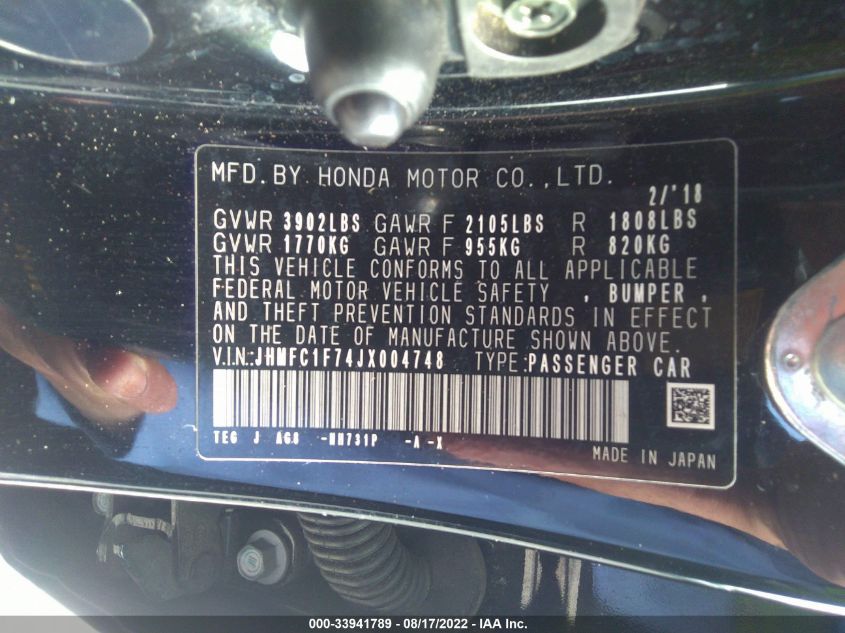 MFD. BY HONDA MOTOR CO., LTD.
2/'18
GVWR 3902LBS GAWR F 2105LBS R 1808LBS
GVWR 1770KG GAWR F 955KG R 820KG
THIS VEHICLE CONFORMS TO ALL APPLICABLE
FEDERAL MOTOR VEHICLE SAFETY , BUMPER ,
AND THEFT PREVENTION STANDARDS IN EFFECT
ON THE DATE OF MANUFACTURE SHOWN ABOVE.
V.I.N:JHMFC1F74JX004748 TYPE:PASSENGER CAR
TEG J AG8 -NH731P -A -X
MADE IN JAPAN
000-33941789 - 08/17/2022 - IAA Inc.